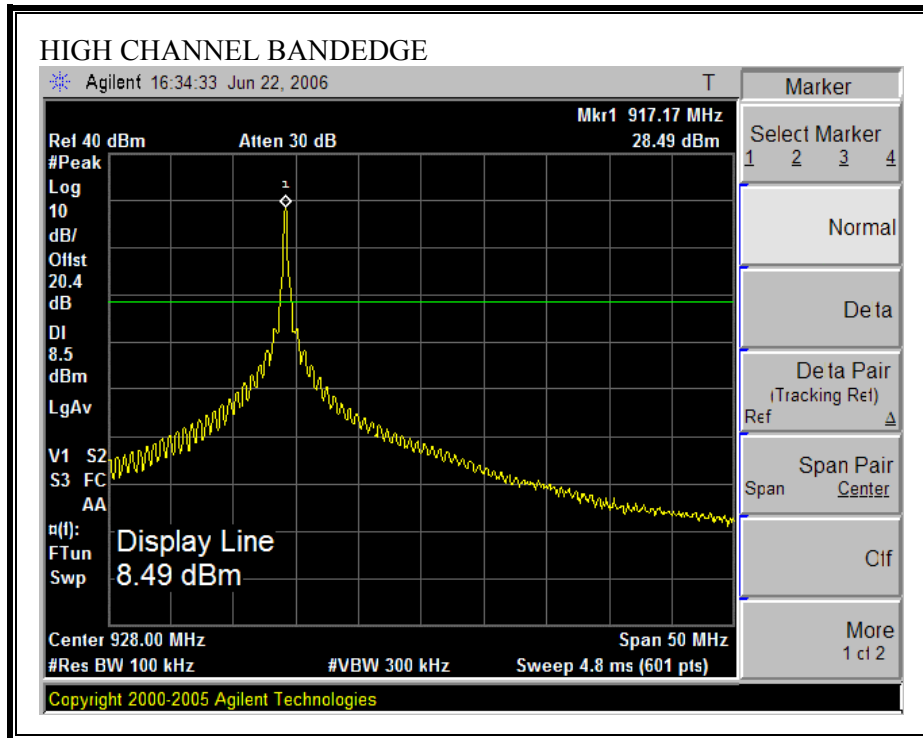 HIGH CHANNEL BANDEDGE
Agilent 16:34:33 Jun 22, 2006 T
Mkr1 917.17 MHz
Ref 40 dBm Atten 30 dB 28.49 dBm
#Peak
Log
10
dB/
Offst
20.4
dB
DI
8.5
dBm
LgAv
V1 S2
S3 FC
AA
¤(f):
FTun
Swp
1
Display Line
8.49 dBm
Center 928.00 MHz Span 50 MHz
#Res BW 100 kHz #VBW 300 kHz Sweep 4.8 ms (601 pts)
Copyright 2000-2005 Agilent Technologies
Marker
Select Marker
1 2 3 4
Normal
Delta
Delta Pair
(Tracking Ref)
Ref Δ
Span Pair
Span Center
Off
More
1 of 2